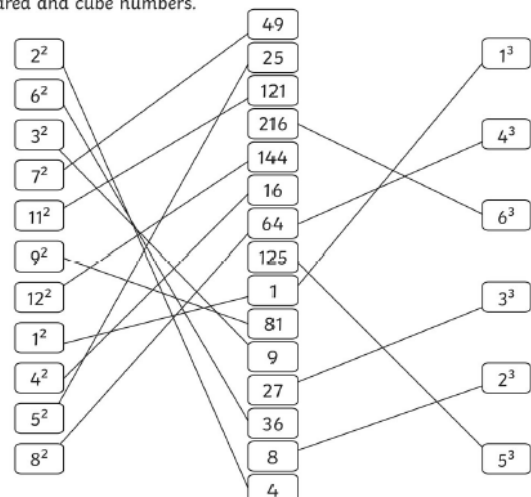 ared and cube numbers.
49
2² 25 1³
6² 121
3² 216 4³
7² 144
11² 16 6³
9² 64
12² 125
1² 1 3³
4² 81
5² 9 2³
8² 27 5³
36
8
4